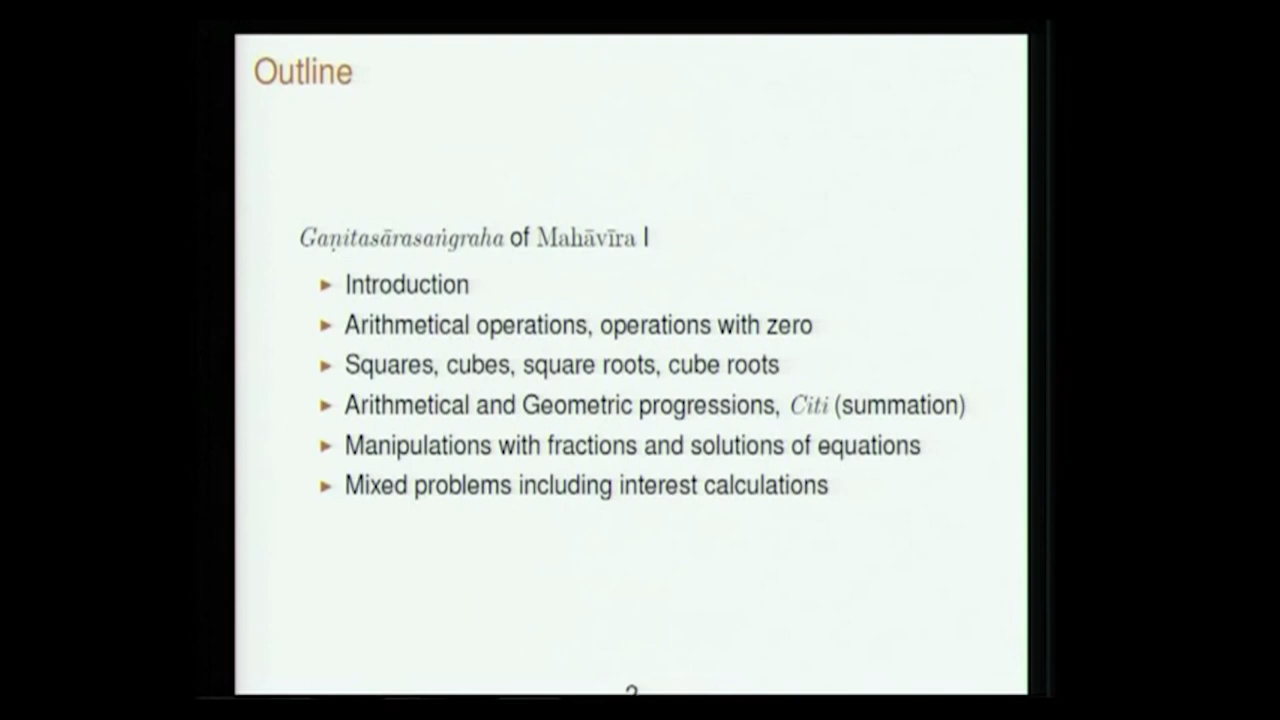 Outline
Gaṇitasārasaṅgraha of Mahāvīra I
▶ Introduction
▶ Arithmetical operations, operations with zero
▶ Squares, cubes, square roots, cube roots
▶ Arithmetical and Geometric progressions, Citi (summation)
▶ Manipulations with fractions and solutions of equations
▶ Mixed problems including interest calculations